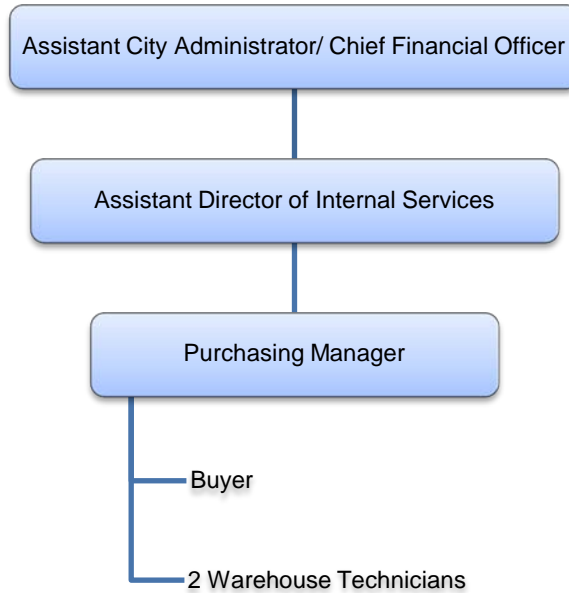 Assistant City Administrator/ Chief Financial Officer
Assistant Director of Internal Services
Purchasing Manager
Buyer
2 Warehouse Technicians